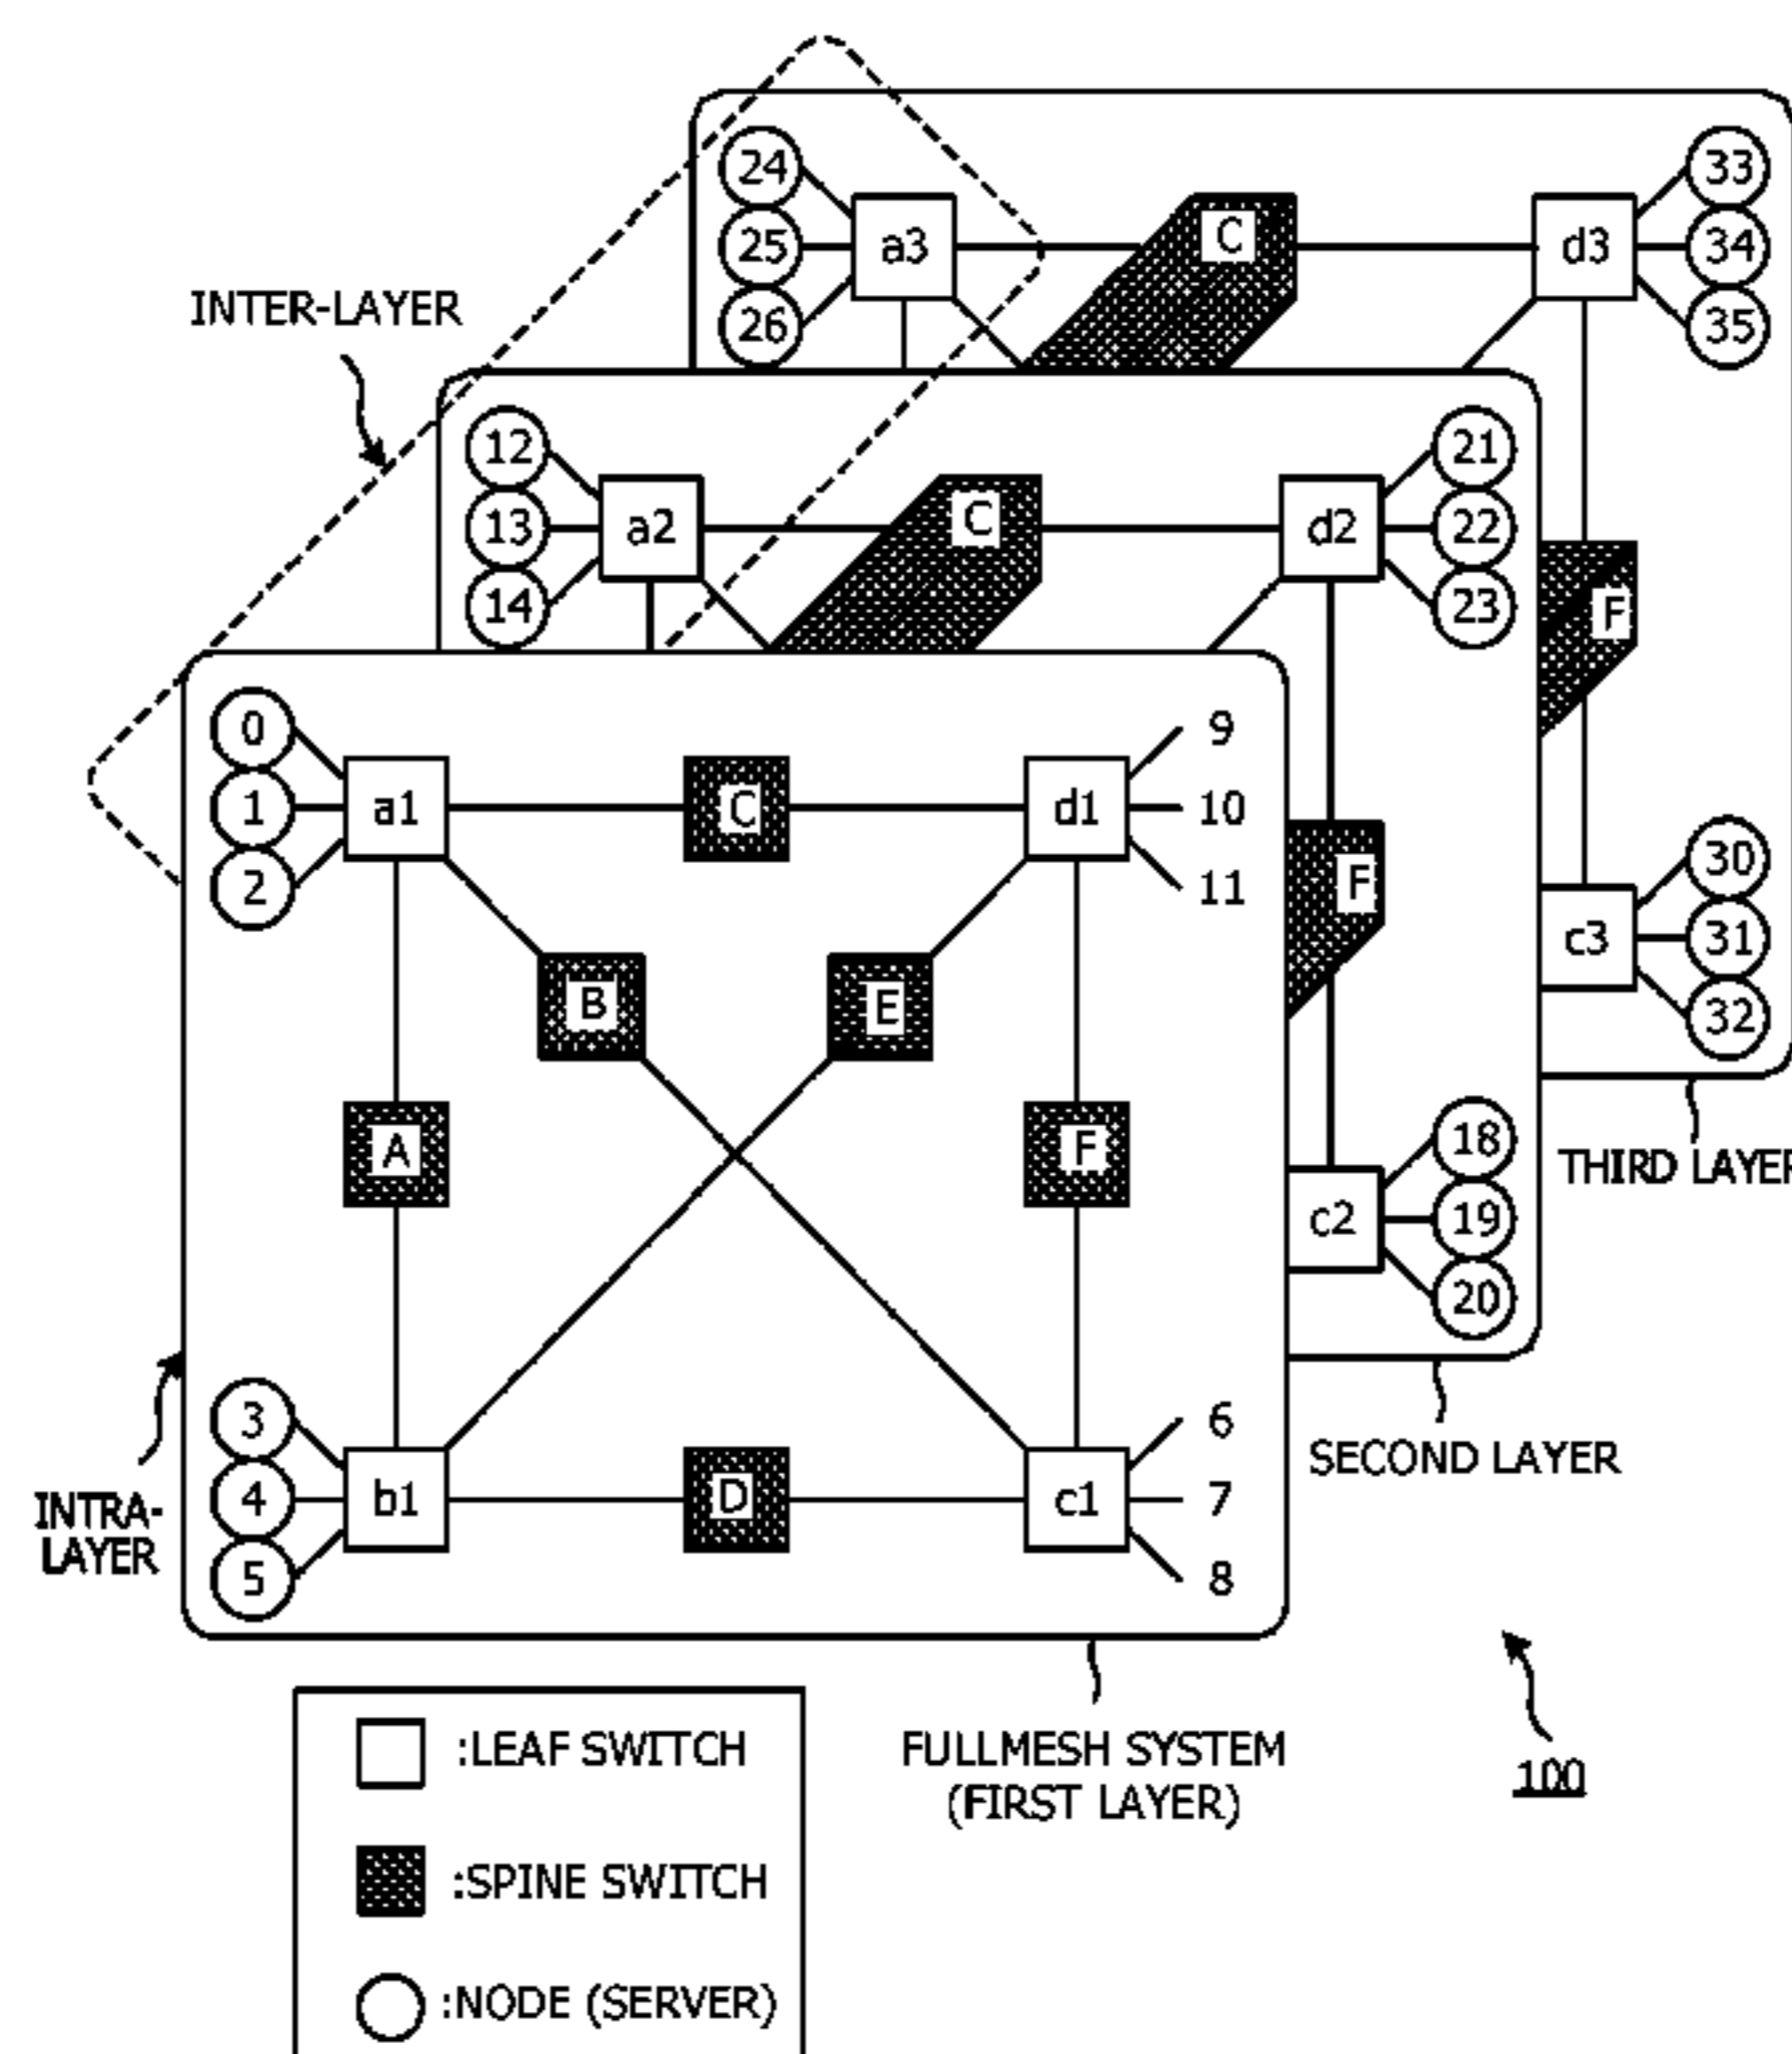 24
25
26
a3
C
d3
33
34
35
INTER-LAYER
12
13
14
a2
C
d2
21
22
23
F
0
1
2
a1
C
d1
9
10
11
F
c3
30
31
32
B
E
A
F
THIRD LAYER
c2
18
19
20
3
4
5
b1
D
c1
6
7
8
SECOND LAYER
INTRA-
LAYER
:LEAF SWITCH
:SPINE SWITCH
:NODE (SERVER)
FULLMESH SYSTEM
(FIRST LAYER)
100